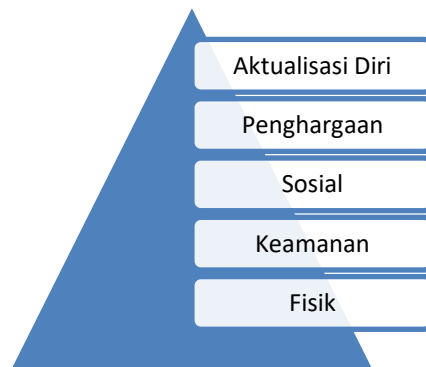 Aktualisasi Diri
Penghargaan
Sosial
Keamanan
Fisik